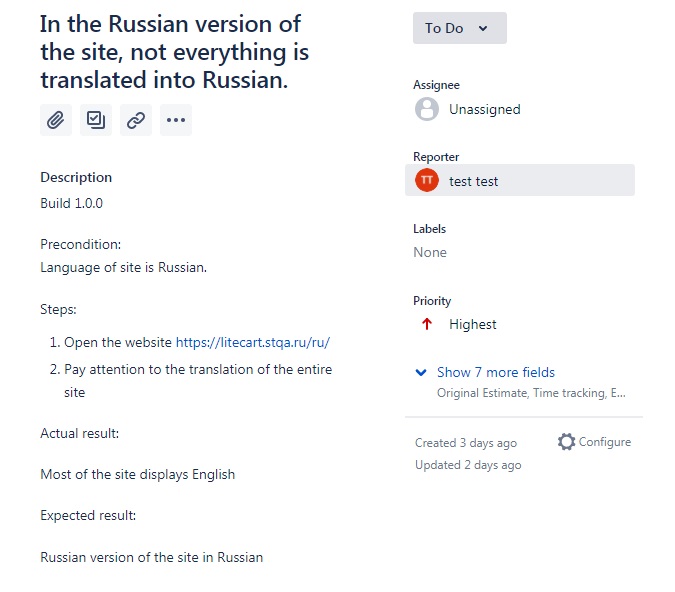 In the Russian version of
the site, not everything is
translated into Russian.
Description
Build 1.0.0
Precondition:
Language of site is Russian.
Steps:
1. Open the website https://litecart.stqa.ru/ru/
2. Pay attention to the translation of the entire
site
Actual result:
Most of the site displays English
Expected result:
Russian version of the site in Russian
To Do
Assignee
Unassigned
Reporter
TT test test
Labels
None
Priority
Highest
Show 7 more fields
Original Estimate, Time tracking, E...
Created 3 days ago
Configure
Updated 2 days ago